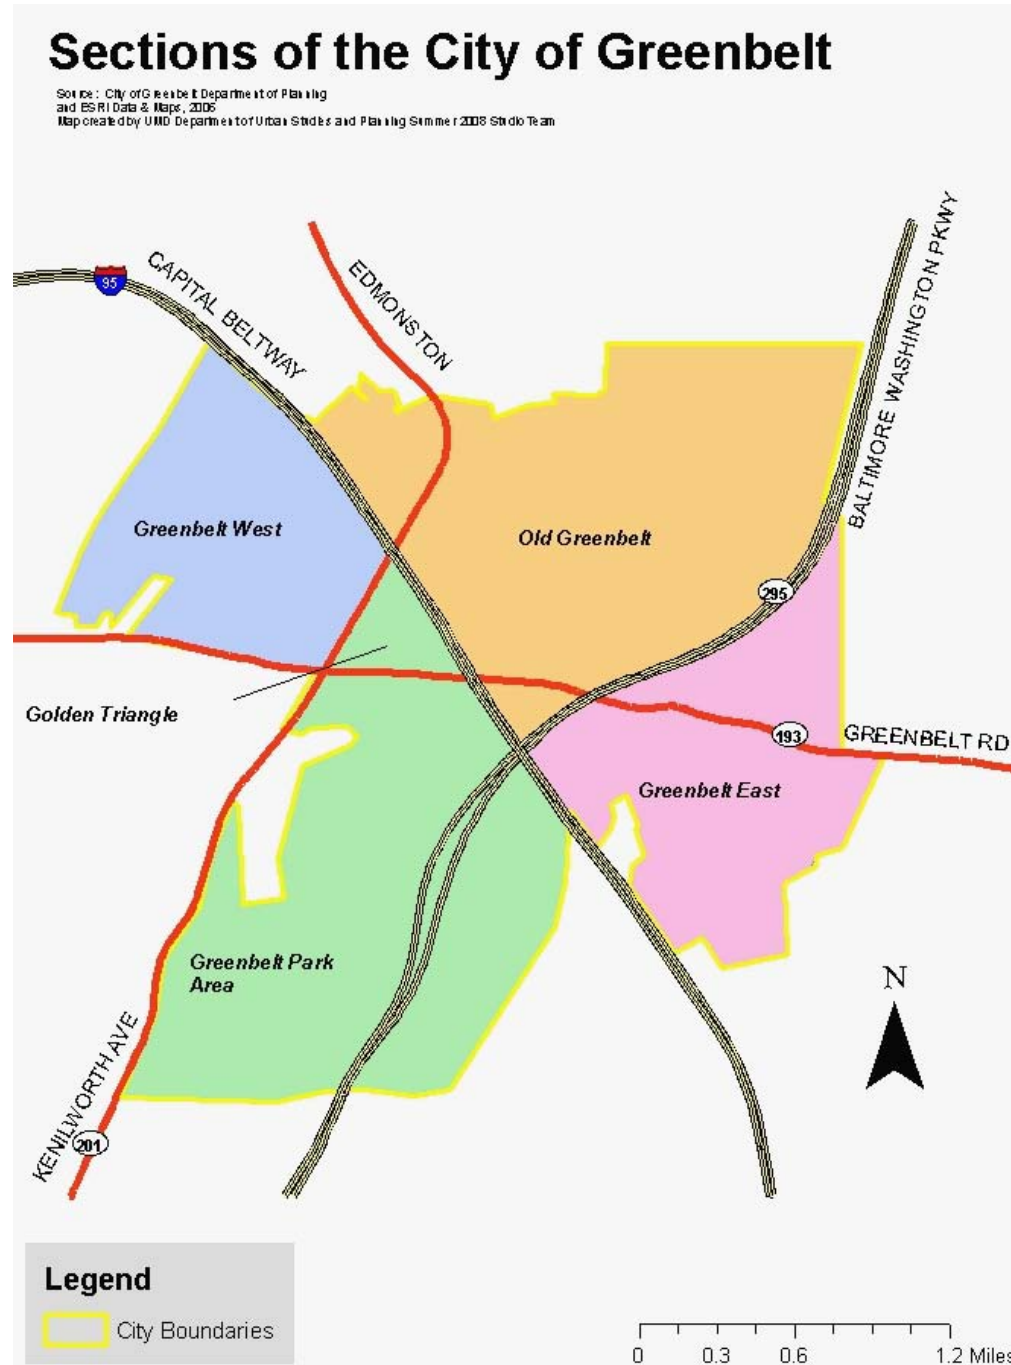 Sections of the City of Greenbelt
Source: City of Greenbelt Department of Planning
and ESRI Data & Maps, 2006
Map created by UMD Department of Urban Studies and Planning Summer 2008 Studio Team
95
CAPITAL BELTWAY
EDMONSTON
BALTIMORE WASHINGTON PKWY
Greenbelt West
Old Greenbelt
295
Golden Triangle
193
GREENBELT RD
Greenbelt East
Greenbelt Park
Area
N
KENILWORTH AVE
201
Legend
City Boundaries
0 0.3 0.6 1.2 Miles